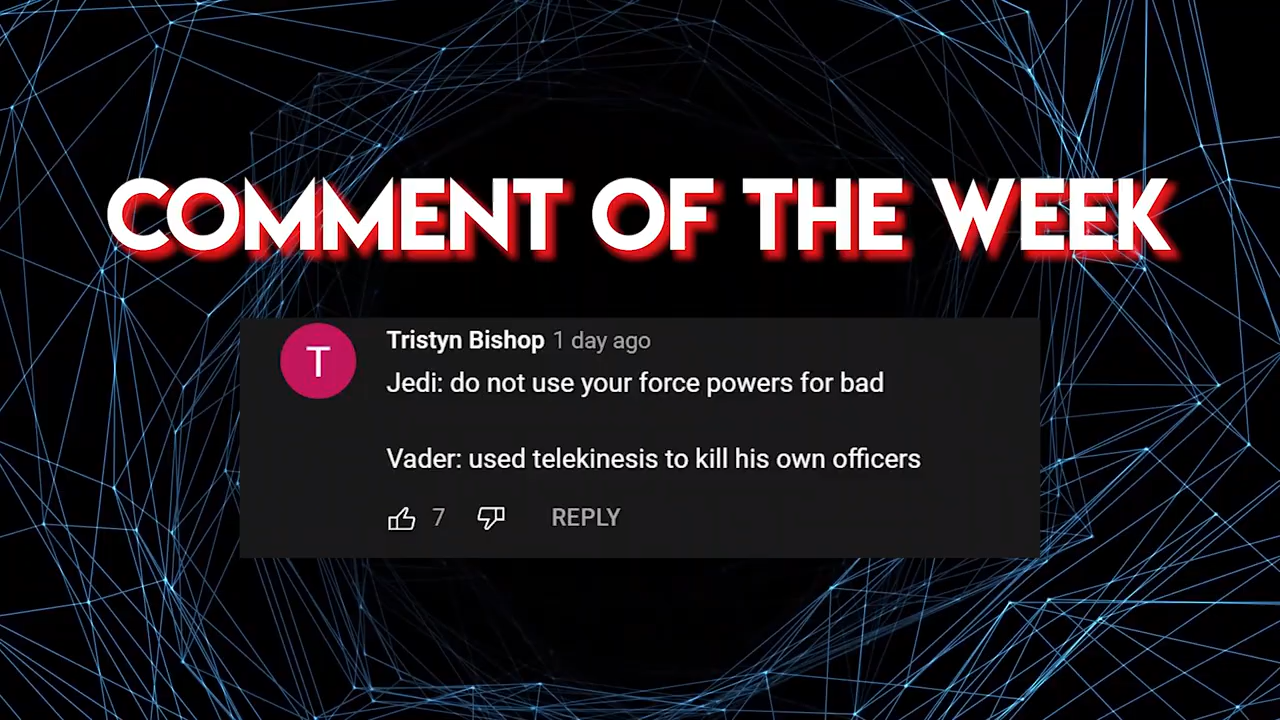 COMMENT OF THE WEEK
T
Tristyn Bishop 1 day ago
Jedi: do not use your force powers for bad
Vader: used telekinesis to kill his own officers
7 REPLY